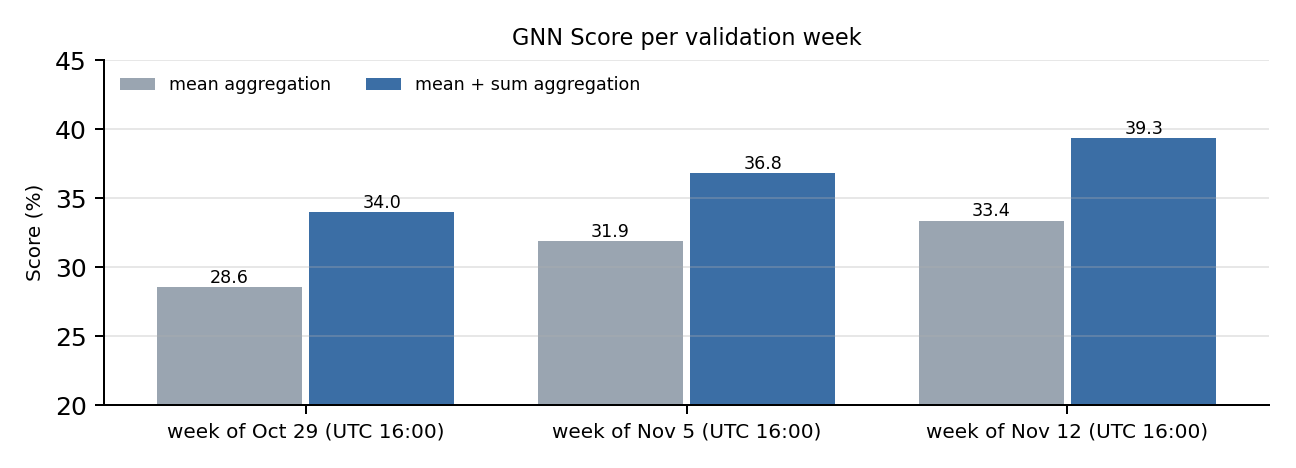 GNN Score per validation week
Score (%)
45
40
35
30
25
20
mean aggregation
mean + sum aggregation
28.6
34.0
31.9
36.8
33.4
39.3
week of Oct 29 (UTC 16:00)
week of Nov 5 (UTC 16:00)
week of Nov 12 (UTC 16:00)